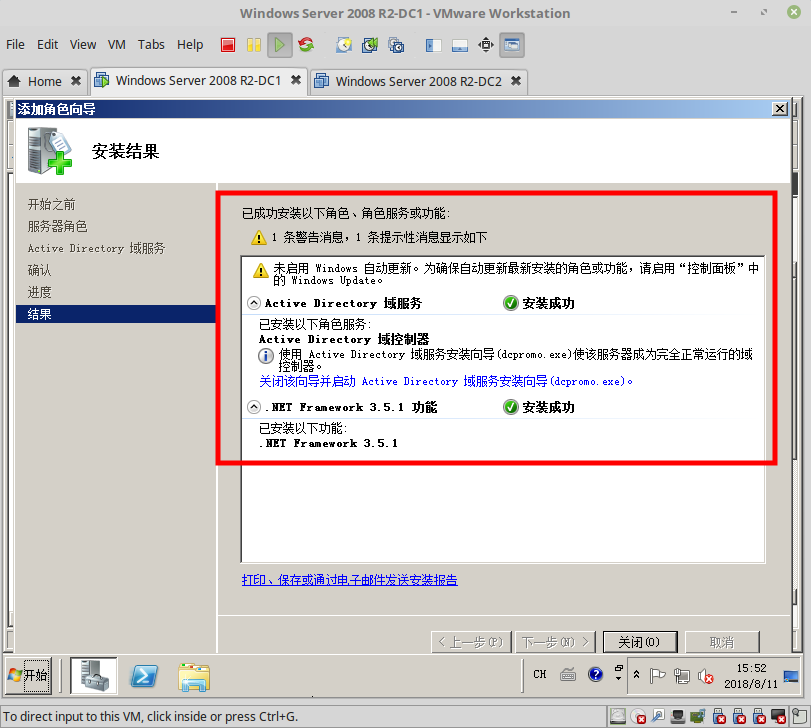 Windows Server 2008 R2-DC1 - VMware Workstation
File Edit View VM Tabs Help
Home Windows Server 2008 R2-DC1 Windows Server 2008 R2-DC2
添加角色向导
安装结果
开始之前
服务器角色
Active Directory 域服务
确认
进度
结果
已成功安装以下角色、角色服务或功能:
1 条警告消息，1 条提示性消息显示如下
未启用 Windows 自动更新。为确保自动更新最新安装的角色或功能，请启用“控制面板”中
的 Windows Update。
Active Directory 域服务 安装成功
已安装以下角色服务:
Active Directory 域控制器
使用 Active Directory 域服务安装向导(dcpromo.exe)使该服务器成为完全正常运行的域
控制器。
关闭该向导并启动 Active Directory 域服务安装向导(dcpromo.exe)。
.NET Framework 3.5.1 功能 安装成功
已安装以下功能:
.NET Framework 3.5.1
打印、保存或通过电子邮件发送安装报告
< 上一步(P) 下一步(N) > 关闭(O) 取消
开始 CH 15:52
2018/8/11
To direct input to this VM, click inside or press Ctrl+G.